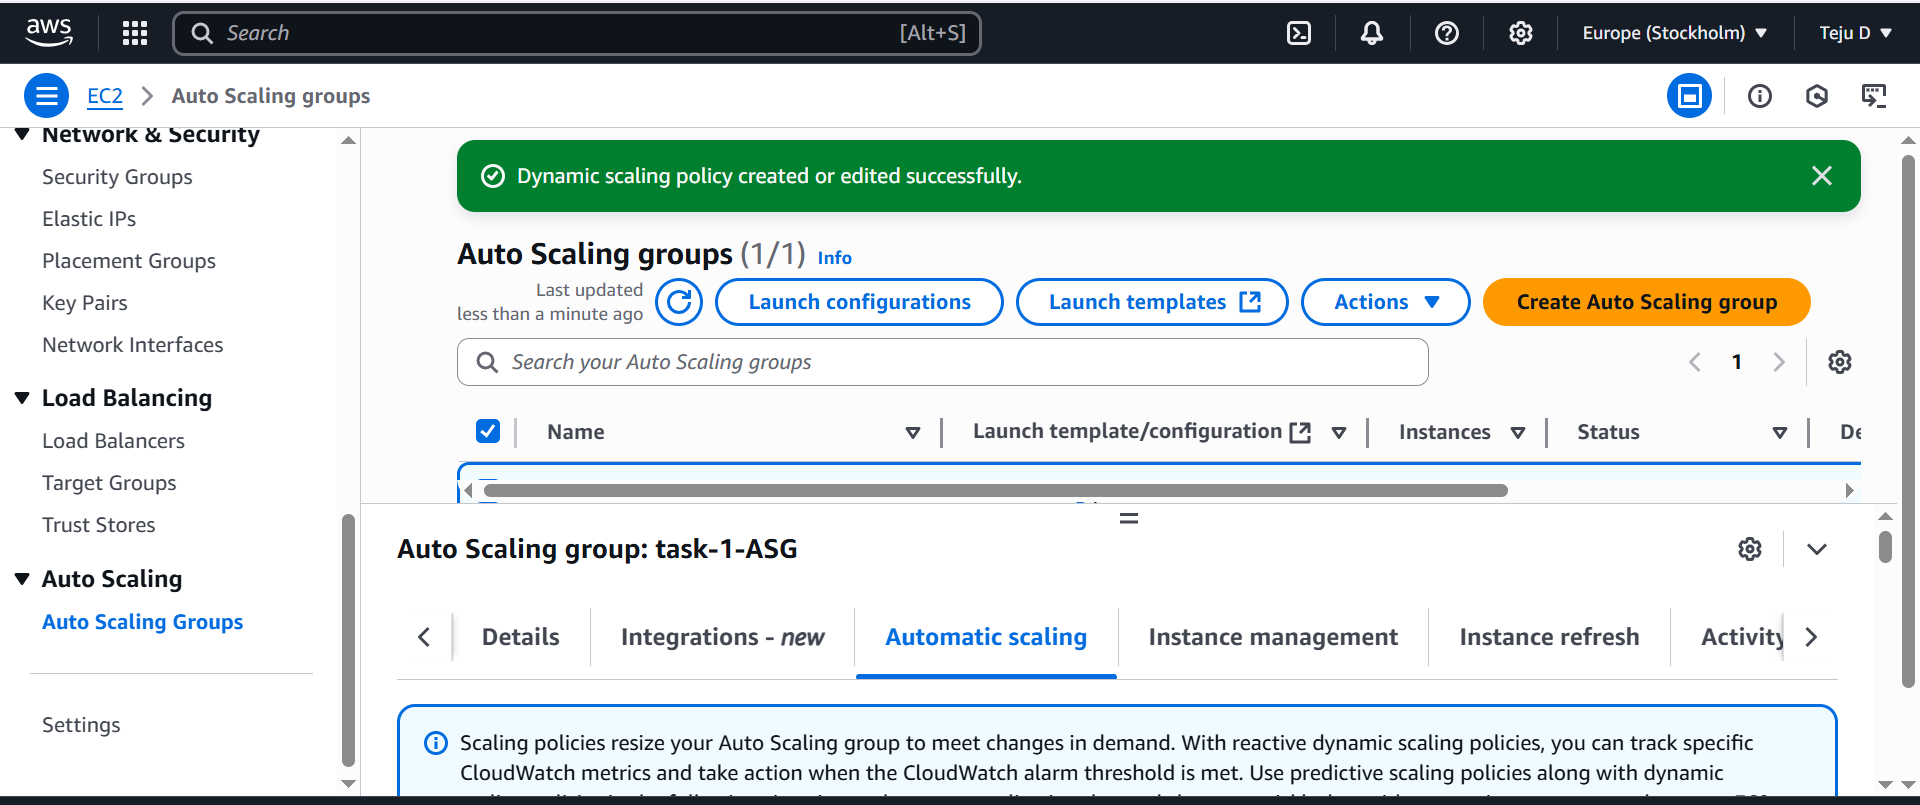 aws
Search
[Alt+S]
Europe (Stockholm)
Teju D
EC2
Auto Scaling groups
Network & Security
Security Groups
Elastic IPs
Placement Groups
Key Pairs
Network Interfaces
Load Balancing
Load Balancers
Target Groups
Trust Stores
Auto Scaling
Auto Scaling Groups
Settings
Dynamic scaling policy created or edited successfully.
Auto Scaling groups (1/1) Info
Last updated
less than a minute ago
Launch configurations
Launch templates
Actions
Create Auto Scaling group
Search your Auto Scaling groups
1
Name
Launch template/configuration
Instances
Status
De
Auto Scaling group: task-1-ASG
Details
Integrations - new
Automatic scaling
Instance management
Instance refresh
Activity
Scaling policies resize your Auto Scaling group to meet changes in demand. With reactive dynamic scaling policies, you can track specific
CloudWatch metrics and take action when the CloudWatch alarm threshold is met. Use predictive scaling policies along with dynamic